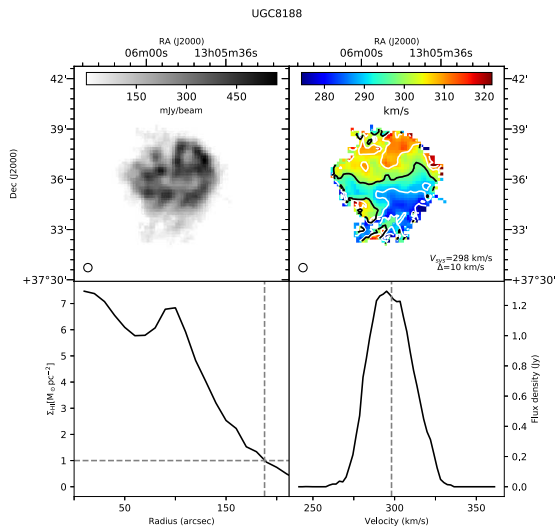 UGC8188
RA (J2000)
RA (J2000)
06m00s
13h05m36s
06m00s
13h05m36s
42'
42'
150
300
450
mJy/beam
280
290
300
310
320
km/s
39'
39'
Dec (J2000)
36'
36'
33'
33'
V_sys=298 km/s
Δ=10 km/s
+37°30'
+37°30'
7
6
5
4
3
2
1
0
Σ_HI[M_⊙ pc⁻²]
1.2
1.0
0.8
0.6
0.4
0.2
0.0
Flux density (Jy)
50
150
250
300
350
Radius (arcsec)
Velocity (km/s)